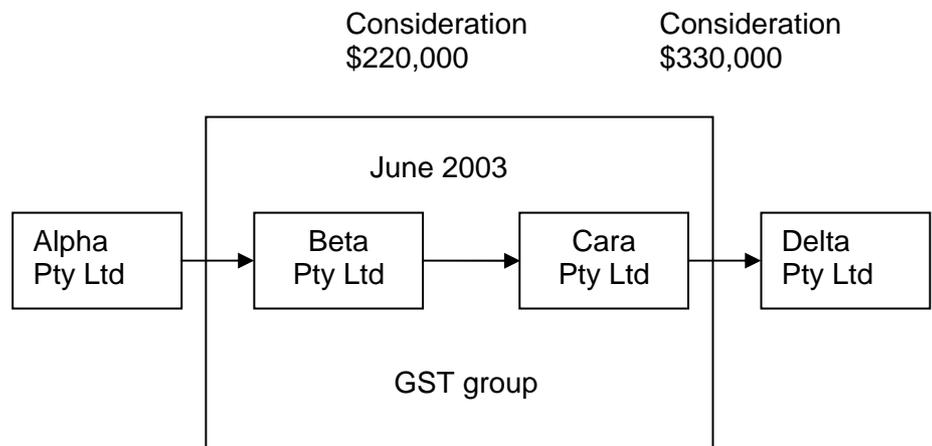 Consideration
$220,000
Consideration
$330,000
June 2003
Alpha
Pty Ltd
Beta
Pty Ltd
Cara
Pty Ltd
Delta
Pty Ltd
GST group